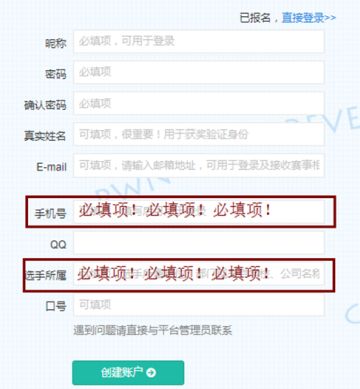 已报名，直接登录>>
昵称 必填项，可用于登录
密码 必填项
确认密码 必填项
真实姓名 可填项，很重要！用于获奖验证身份
E-mail 可填项，请输入邮箱地址，可用于登录及接收赛事相
手机号 必填项！必填项！必填项！
QQ
选手所属 必填项！必填项！必填项！ 公司名称
口号 可填项
遇到问题请直接与平台管理员联系
创建账户